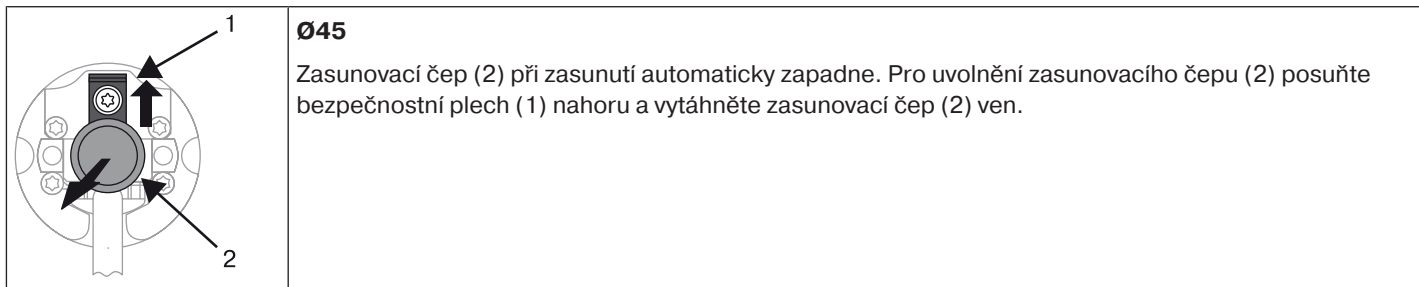 1
2
Ø45
Zasunovací čep (2) při zasunutí automaticky zapadne. Pro uvolnění zasunovacího čepu (2) posuňte
bezpečnostní plech (1) nahoru a vytáhněte zasunovací čep (2) ven.